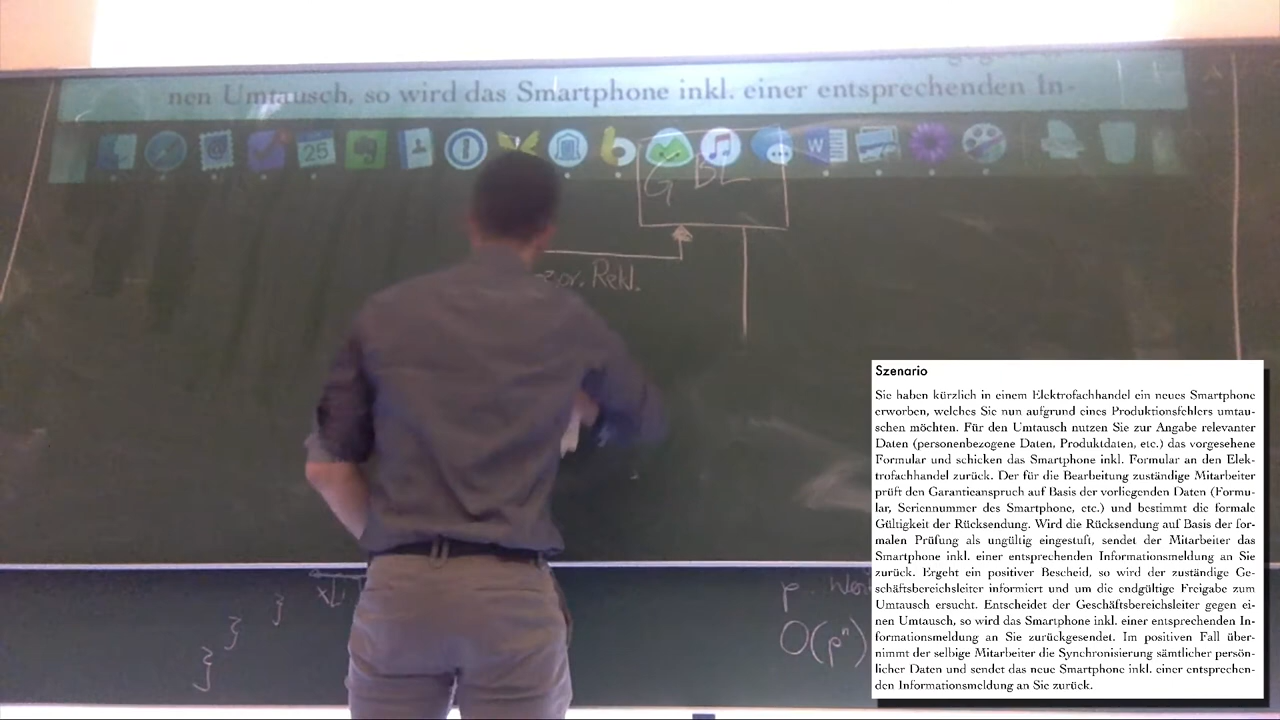 nen Umtausch, so wird das Smartphone inkl. einer entsprechenden In-
25
W
G BL
gepr. Rekl.
}
}
}
O(pⁿ)
Szenario
Sie haben kürzlich in einem Elektrofachhandel ein neues Smartphone
erworben, welches Sie nun aufgrund eines Produktionsfehlers umtau-
schen möchten. Für den Umtausch nutzen Sie zur Angabe relevanter
Daten (personenbezogene Daten, Produktdaten, etc.) das vorgesehene
Formular und schicken das Smartphone inkl. Formular an den Elek-
trofachhandel zurück. Der für die Bearbeitung zuständige Mitarbeiter
prüft den Garantieanspruch auf Basis der vorliegenden Daten (Formu-
lar, Seriennummer des Smartphone, etc.) und bestimmt die formale
Gültigkeit der Rücksendung. Wird die Rücksendung auf Basis der for-
malen Prüfung als ungültig eingestuft, sendet der Mitarbeiter das
Smartphone inkl. einer entsprechenden Informationsmeldung an Sie
zurück. Ergeht ein positiver Bescheid, so wird der zuständige Ge-
schäftsbereichsleiter informiert und um die endgültige Freigabe zum
Umtausch ersucht. Entscheidet der Geschäftsbereichsleiter gegen ei-
nen Umtausch, so wird das Smartphone inkl. einer entsprechenden In-
formationsmeldung an Sie zurückgesendet. Im positiven Fall über-
nimmt der selbige Mitarbeiter die Synchronisierung sämtlicher persön-
licher Daten und sendet das neue Smartphone inkl. einer entsprechen-
den Informationsmeldung an Sie zurück.